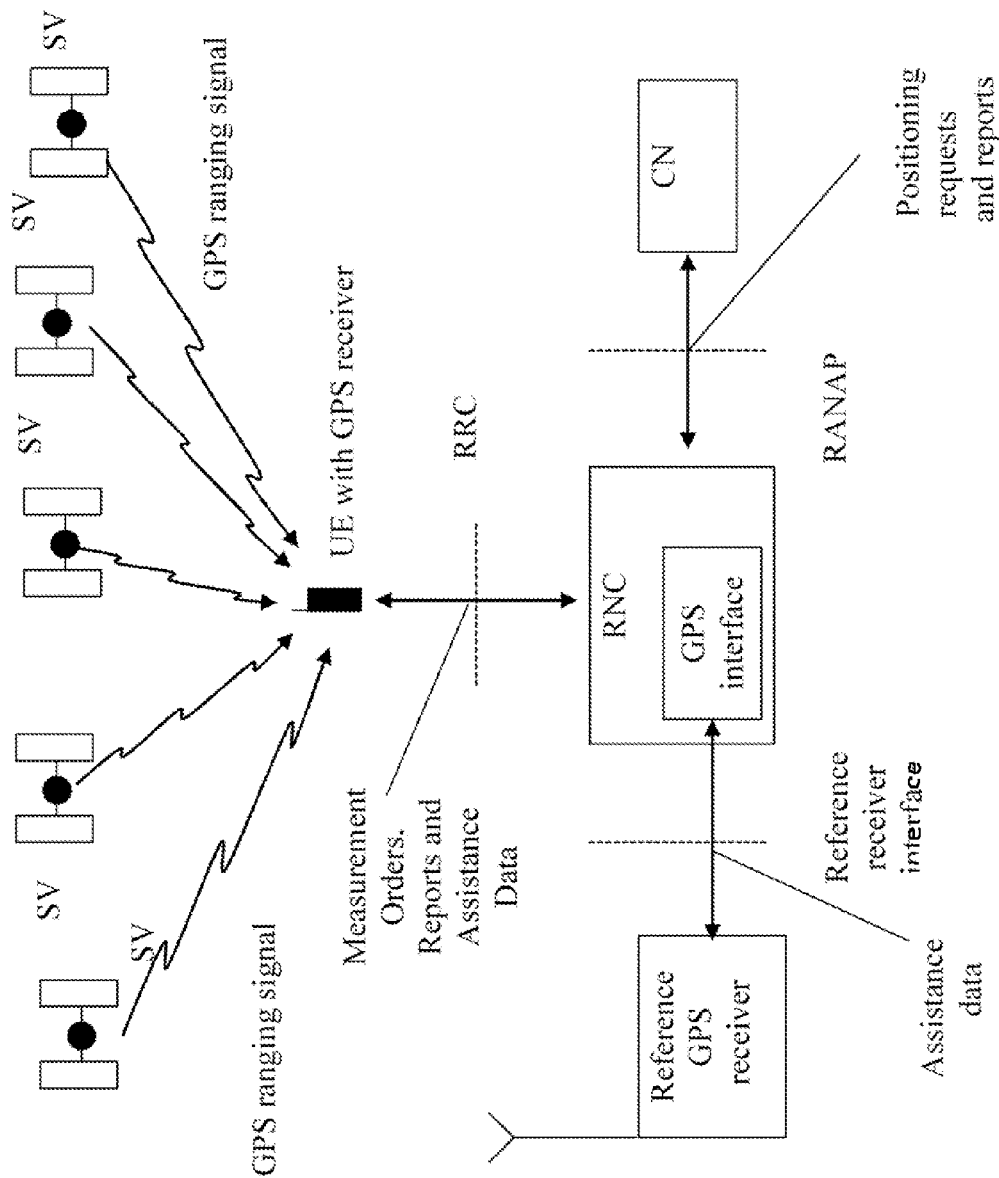 SV
SV
SV
SV
SV
GPS ranging signal
GPS ranging signal
UE with GPS receiver
Measurement
Orders.
Reports and
Assistance
Data
RRC
RNC
GPS
interface
CN
Reference
GPS
receiver
Reference
receiver
interface
RANAP
Assistance
data
Positioning
requests
and reports